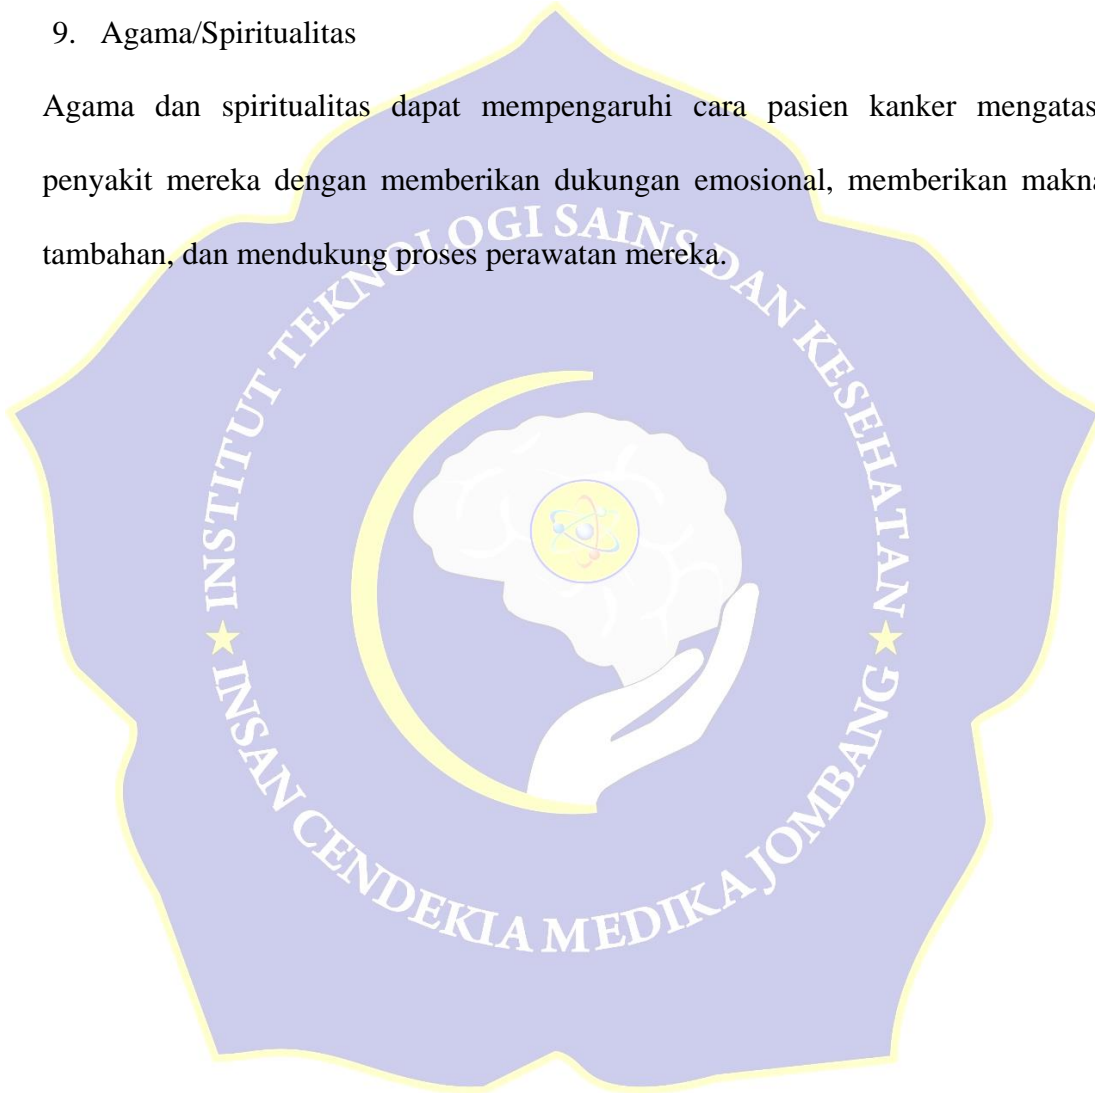 9. Agama/Spiritualitas
Agama dan spiritualitas dapat mempengaruhi cara pasien kanker mengatas
penyakit mereka dengan memberikan dukungan emosional, memberikan makna
tambahan, dan mendukung proses perawatan mereka.
INSTITUT TEKNOLOGI SAINS DAN KESEHATAN
INSAN CENDEKIA MEDIKA JOMBANG